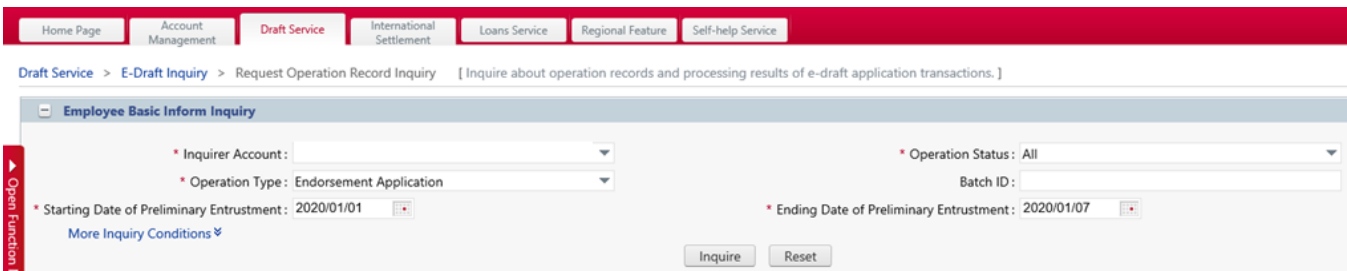 Home Page
Account Management
Draft Service
International Settlement
Loans Service
Regional Feature
Self-help Service
Draft Service > E-Draft Inquiry > Request Operation Record Inquiry [ Inquire about operation records and processing results of e-draft application transactions. ]
Employee Basic Inform Inquiry
* Inquirer Account :
* Operation Status : All
* Operation Type : Endorsement Application
Batch ID :
* Starting Date of Preliminary Entrustment : 2020/01/01
* Ending Date of Preliminary Entrustment : 2020/01/07
More Inquiry Conditions
Inquire
Reset
Open Function